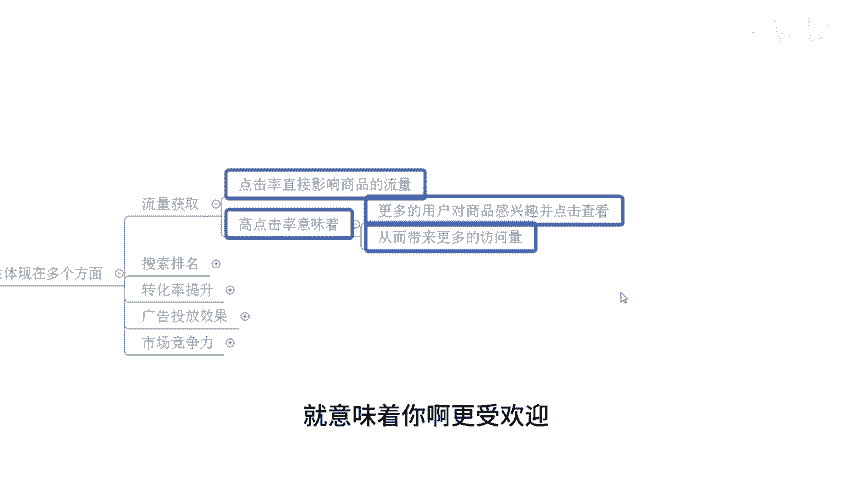 点击率直接影响商品的流量
流量获取
更多的用户对商品感兴趣并点击查看
高点击率意味着
从而带来更多的访问量
搜索排名
体现在多个方面
转化率提升
广告投放效果
市场竞争力
就意味着你啊更受欢迎